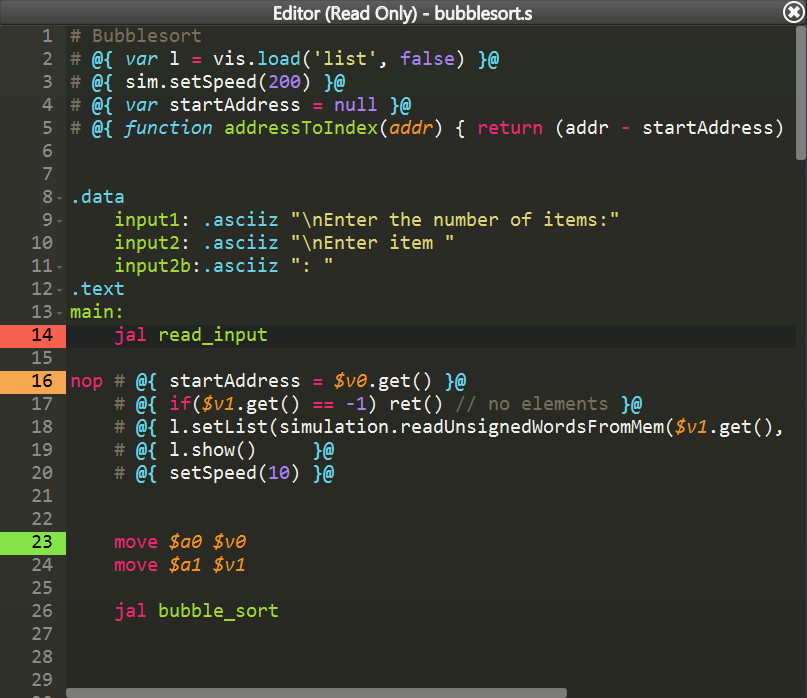 Editor (Read Only) - bubblesort.s
1 # Bubblesort
2 # @{ var l = vis.load('list', false) }@
3 # @{ sim.setSpeed(200) }@
4 # @{ var startAddress = null }@
5 # @{ function addressToIndex(addr) { return (addr - startAddress)
6
7
8 .data
9     input1: .asciiz "\nEnter the number of items:"
10     input2: .asciiz "\nEnter item "
11     input2b:.asciiz ": "
12 .text
13 main:
14     jal read_input
15
16 nop # @{ startAddress = $v0.get() }@
17     # @{ if($v1.get() == -1) ret() // no elements }@
18     # @{ l.setList(simulation.readUnsignedWordsFromMem($v1.get(),
19     # @{ l.show()     }@
20     # @{ setSpeed(10) }@
21
22
23     move $a0 $v0
24     move $a1 $v1
25
26     jal bubble_sort
27
28
29